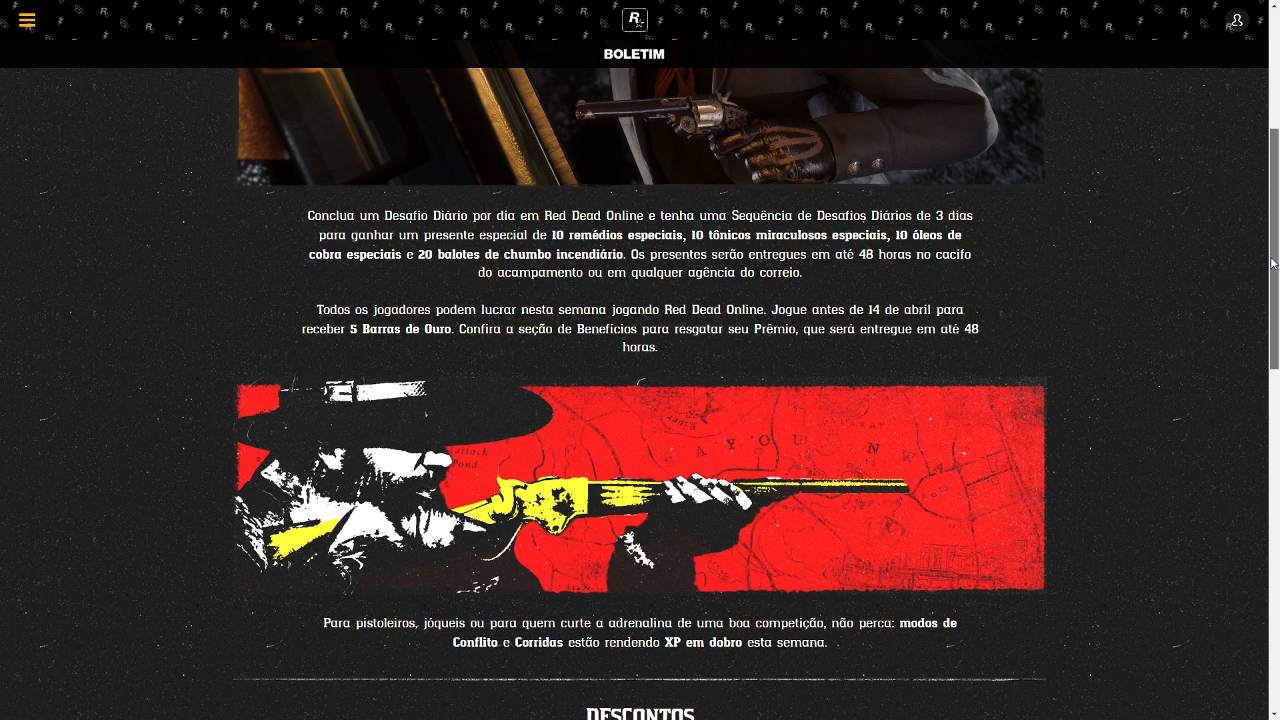 BOLETIM
Conclua um Desafio Diário por dia em Red Dead Online e tenha uma Sequência de Desafios Diários de 3 dias
para ganhar um presente especial de 10 remédios especiais, 10 tônicos miraculosos especiais, 10 óleos de
cobra especiais e 20 balotes de chumbo incendiário. Os presentes serão entregues em até 48 horas no cacifo
do acampamento ou em qualquer agência do correio.
Todos os jogadores podem lucrar nesta semana jogando Red Dead Online. Jogue antes de 14 de abril para
receber 5 Barras de Ouro. Confira a seção de Benefícios para resgatar seu Prêmio, que será entregue em até 48
horas.
attock
Pond
A Y O U N W A
Para pistoleiros, jóqueis ou para quem curte a adrenalina de uma boa competição, não perca: modos de
Conflito e Corridas estão rendendo XP em dobro esta semana.
DESCONTOS